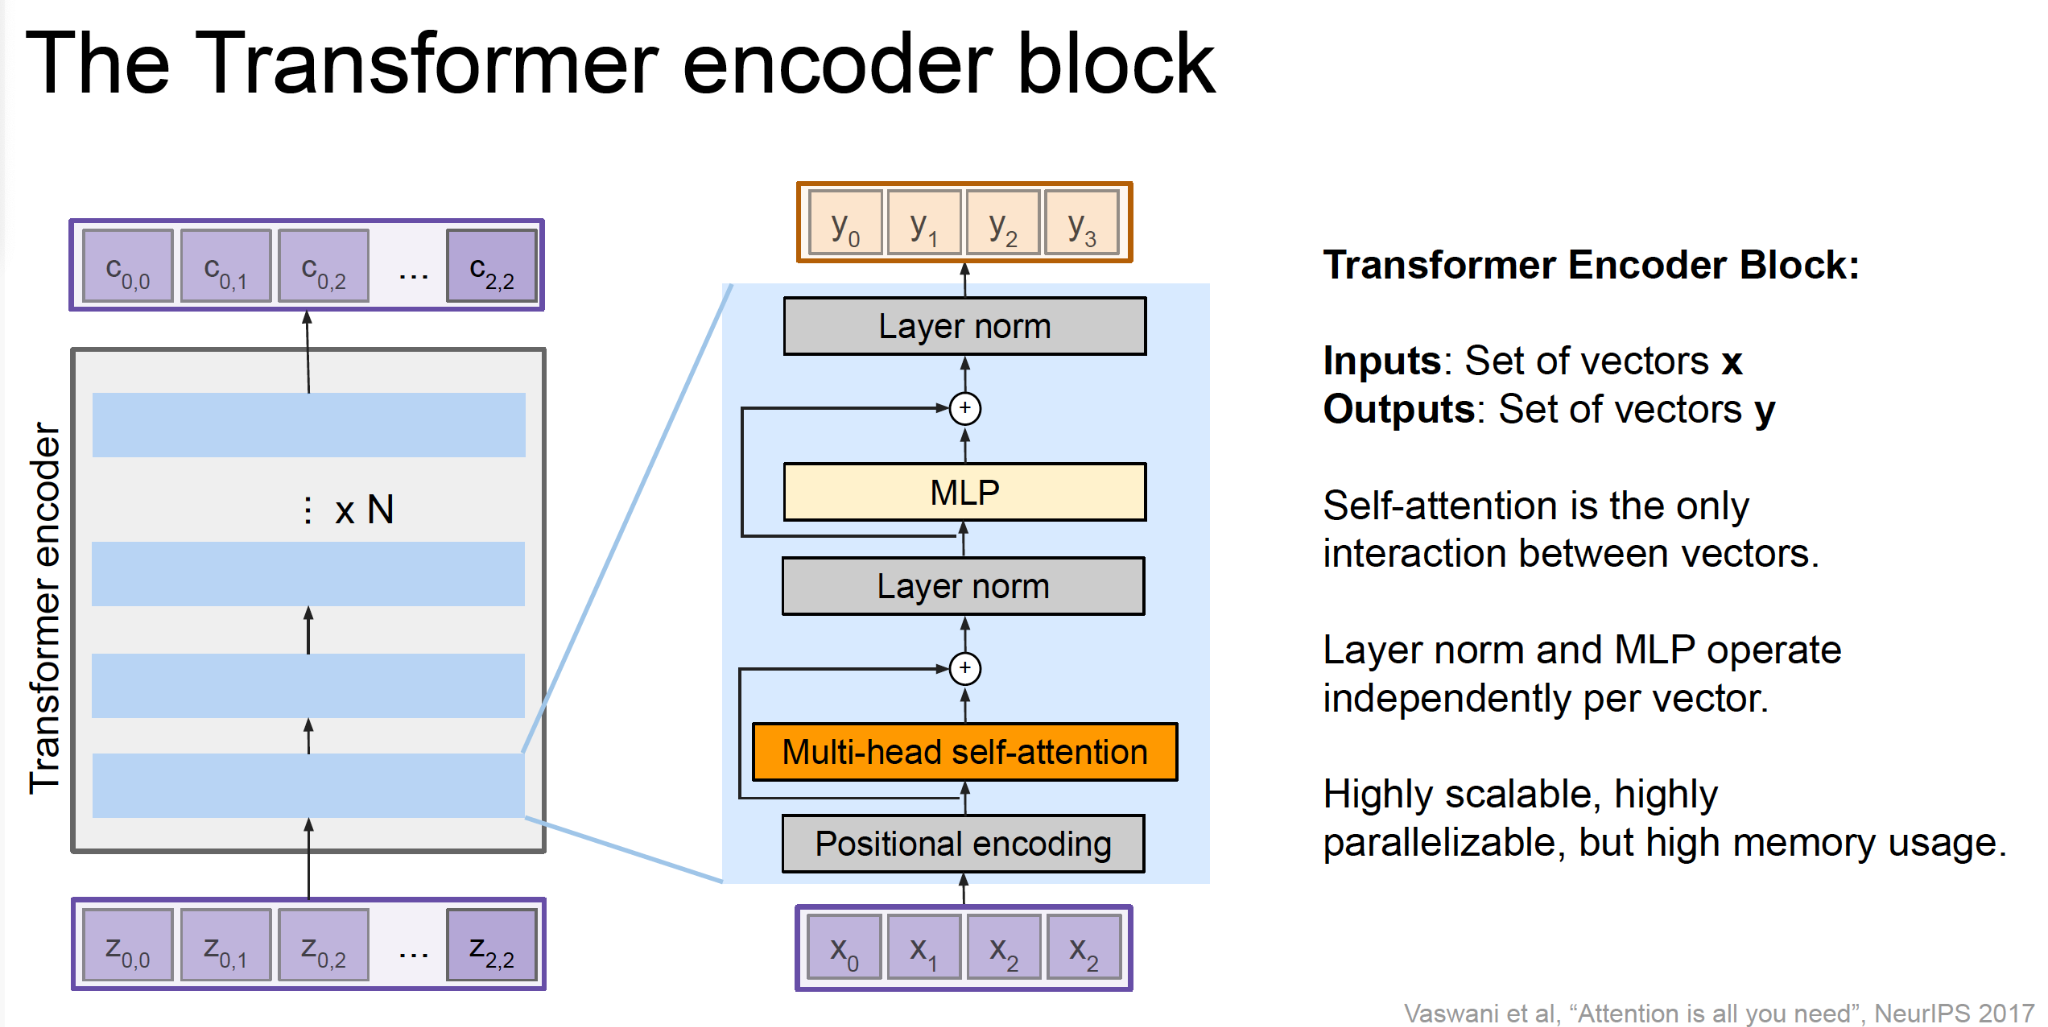 The Transformer encoder block
c0,0 c0,1 c0,2 ... c2,2
Transformer encoder
⋮ x N
z0,0 z0,1 z0,2 ... z2,2
y0 y1 y2 y3
Layer norm
+
MLP
Layer norm
+
Multi-head self-attention
Positional encoding
x0 x1 x2 x2
Transformer Encoder Block:
Inputs: Set of vectors x
Outputs: Set of vectors y
Self-attention is the only
interaction between vectors.
Layer norm and MLP operate
independently per vector.
Highly scalable, highly
parallelizable, but high memory usage.
Vaswani et al, “Attention is all you need”, NeurIPS 2017